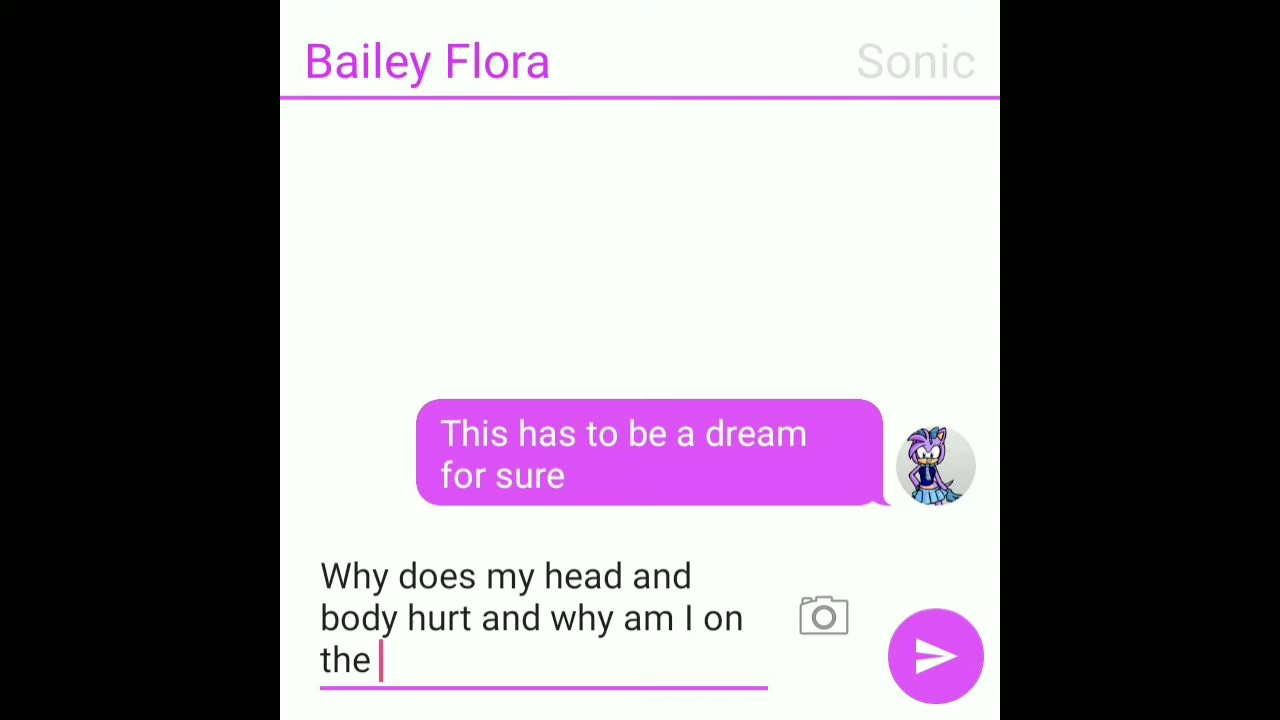 Bailey Flora
Sonic
This has to be a dream
for sure
Why does my head and
body hurt and why am I on
the